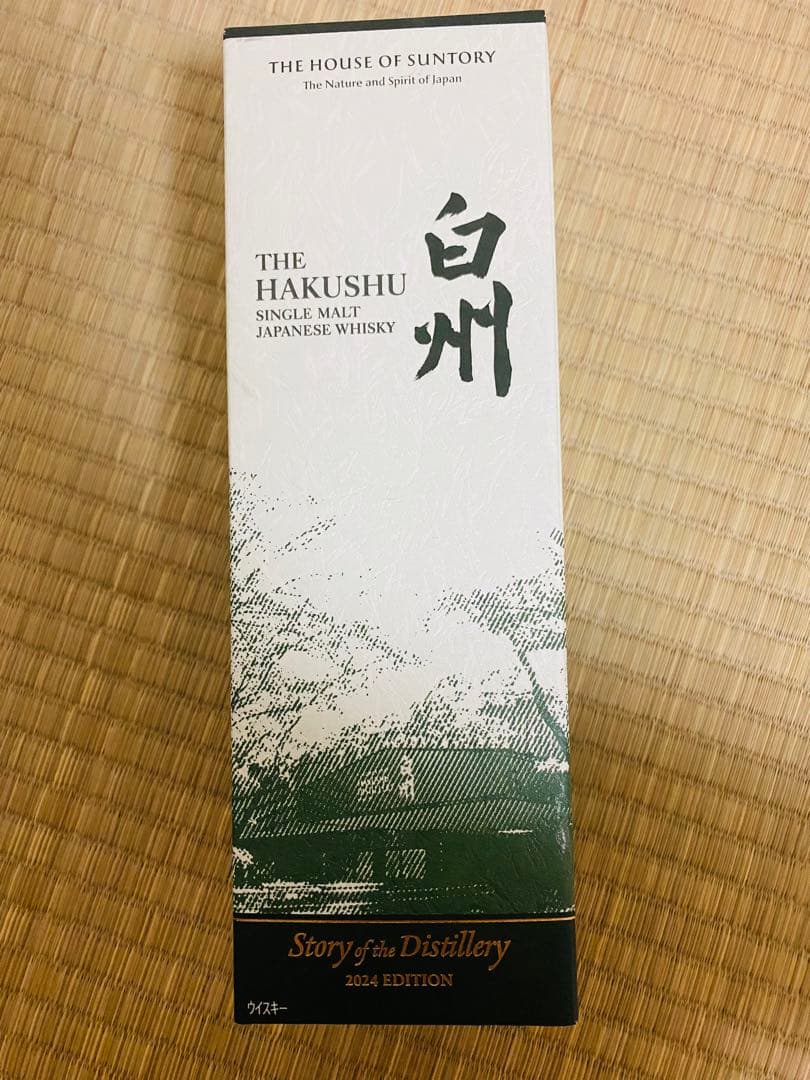 THE HOUSE OF SUNTORY
The Nature and Spirit of Japan
白州
THE
HAKUSHU
SINGLE MALT
JAPANESE WHISKY
Story of the Distillery
2024 EDITION
ウイスキー